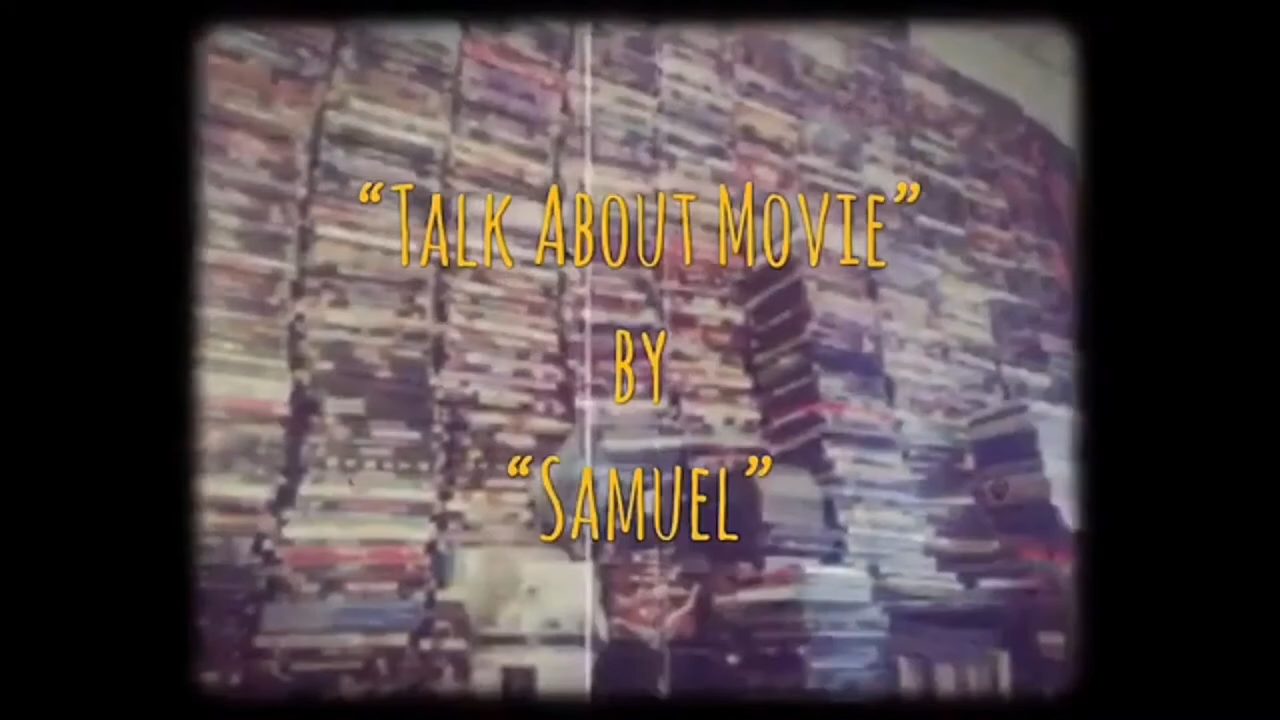 “Talk About Movie”
by
“Samuel”